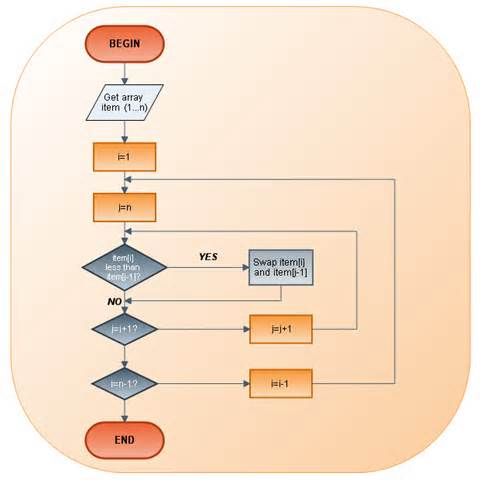 BEGIN
Get array
item (1...n)
i=1
j=n
item[i]
less than
item[j-1]?
YES
Swap item[i]
and item[j-1]
NO
j=j+1?
j=j+1
i=n-1?
i=i-1
END